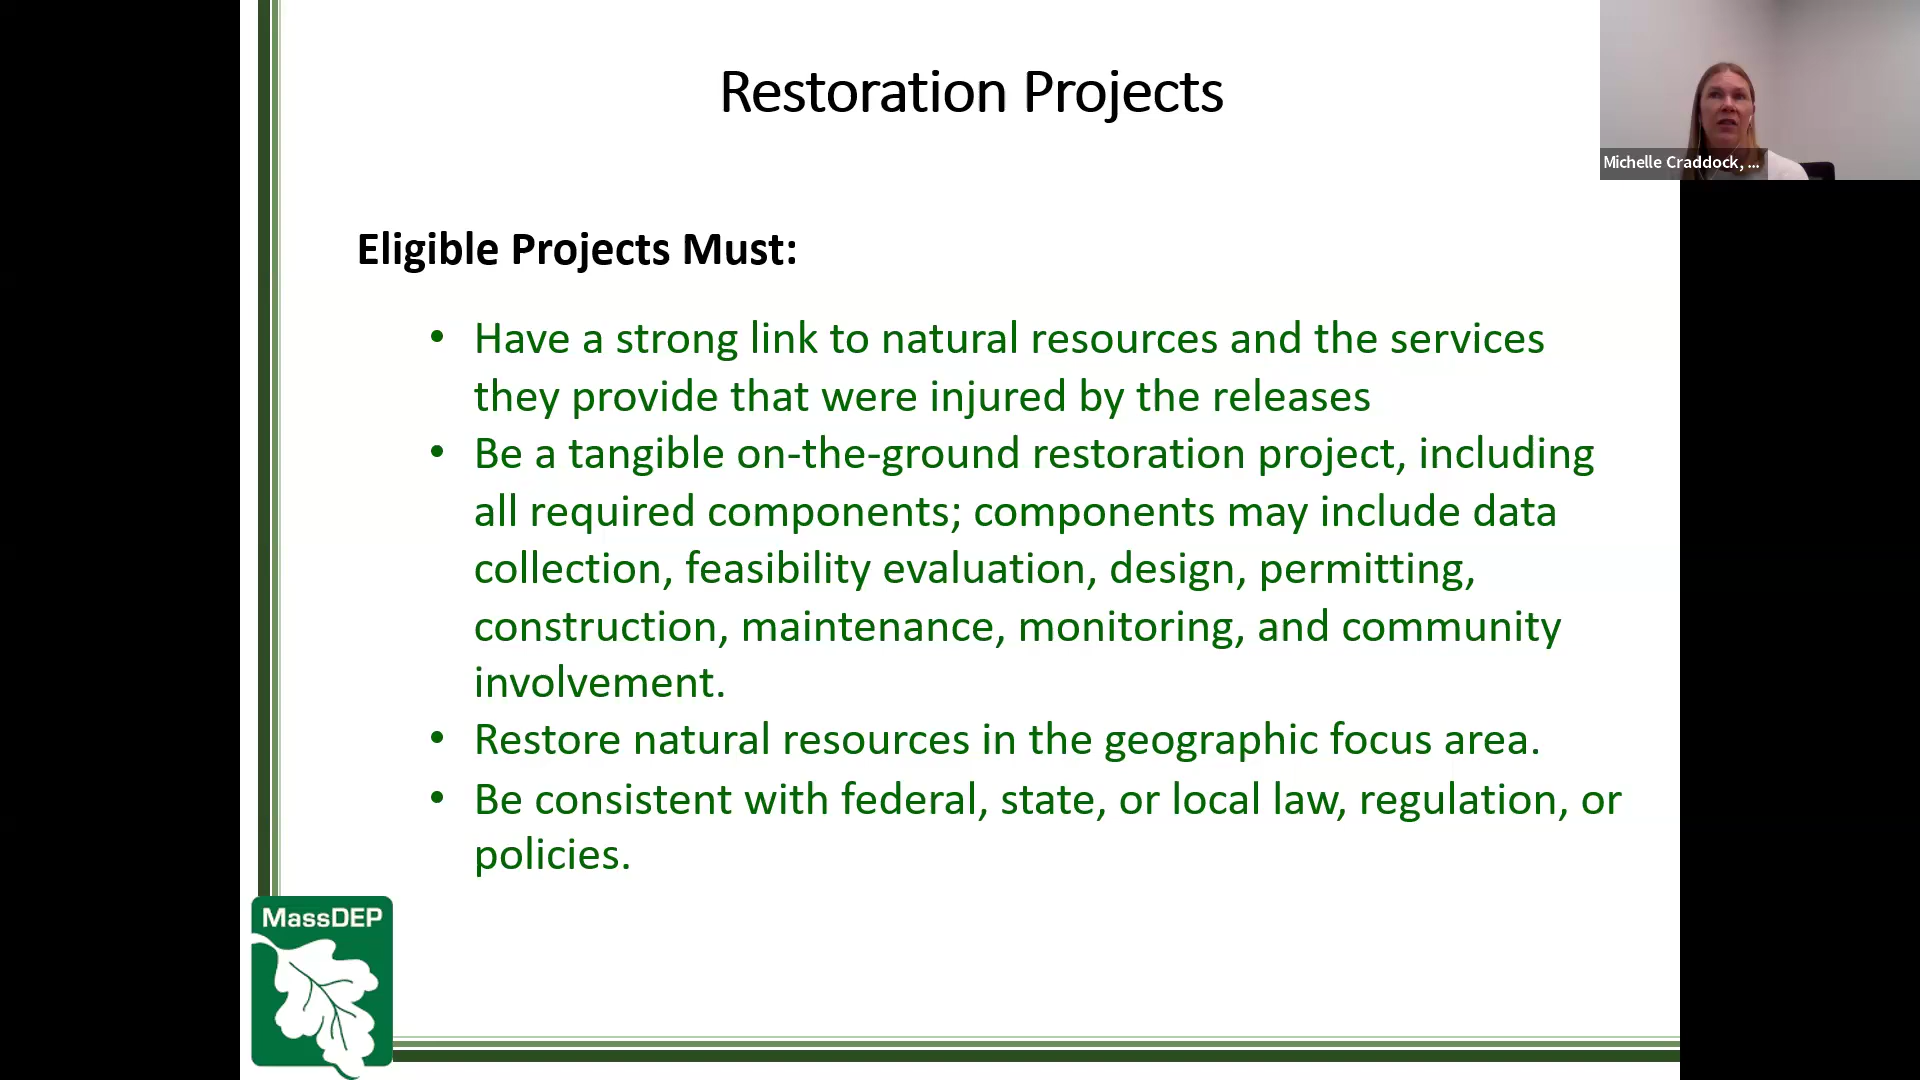 Restoration Projects
Michelle Craddock, ...
Eligible Projects Must:
• Have a strong link to natural resources and the services
they provide that were injured by the releases
• Be a tangible on-the-ground restoration project, including
all required components; components may include data
collection, feasibility evaluation, design, permitting,
construction, maintenance, monitoring, and community
involvement.
• Restore natural resources in the geographic focus area.
• Be consistent with federal, state, or local law, regulation, or
policies.
MassDEP